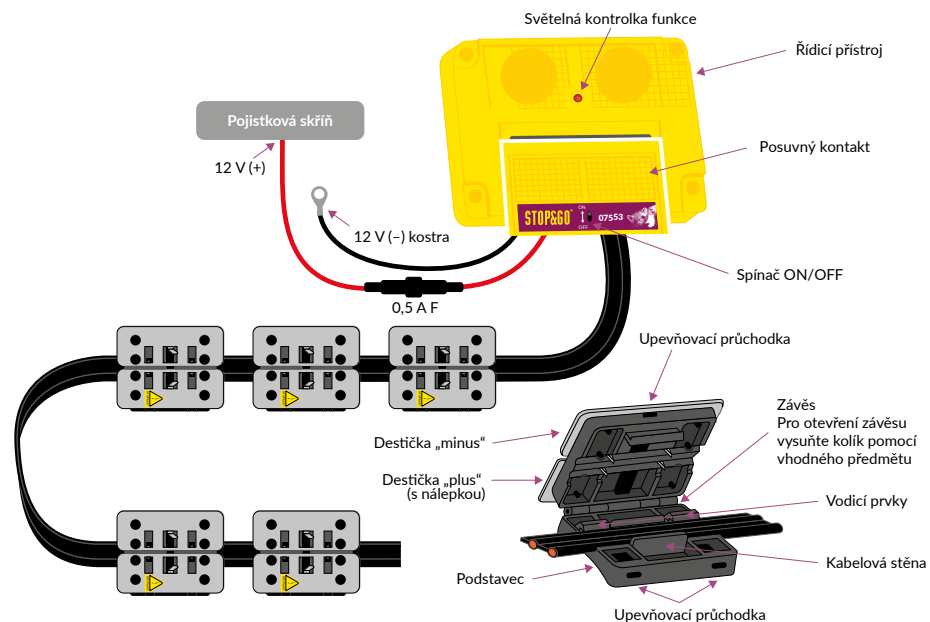 Světelná kontrolka funkce
Řídicí přístroj
Pojistková skříň
12 V (+)
Posuvný kontakt
STOP&GO
ON
OFF
07553
12 V (–) kostra
Spínač ON/OFF
0,5 A F
Upevňovací průchodka
Závěs
Pro otevření závěsu
vysuňte kolík pomocí
vhodného předmětu
Destička „minus“
Destička „plus“
(s nálepkou)
Vodicí prvky
Kabelová stěna
Podstavec
Upevňovací průchodka